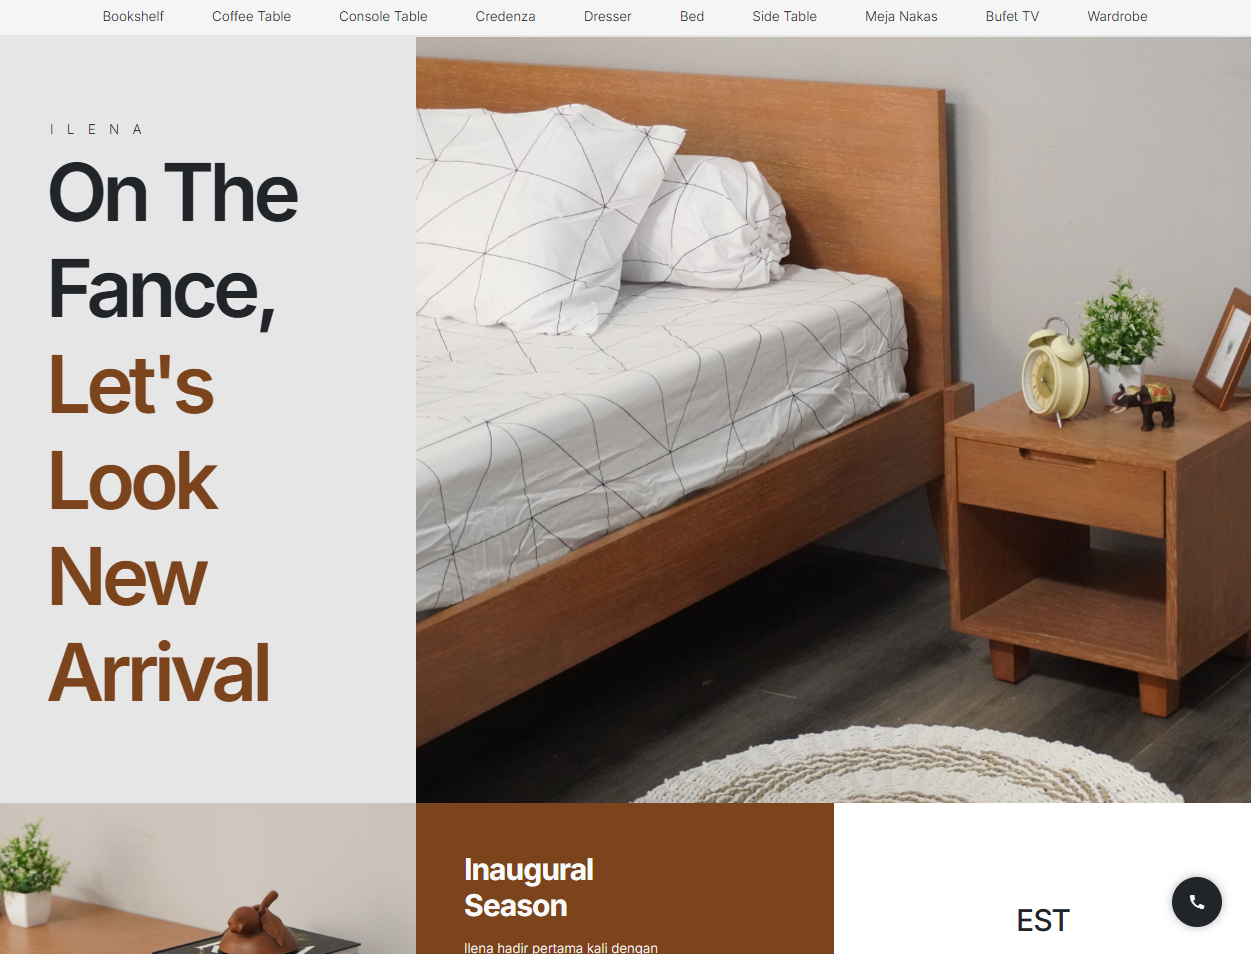 Bookshelf Coffee Table Console Table Credenza Dresser Bed Side Table Meja Nakas Bufet TV Wardrobe
ILENA
On The
Fance,
Let's
Look
New
Arrival
Inaugural
Season
Ilena hadir pertama kali dengan
EST